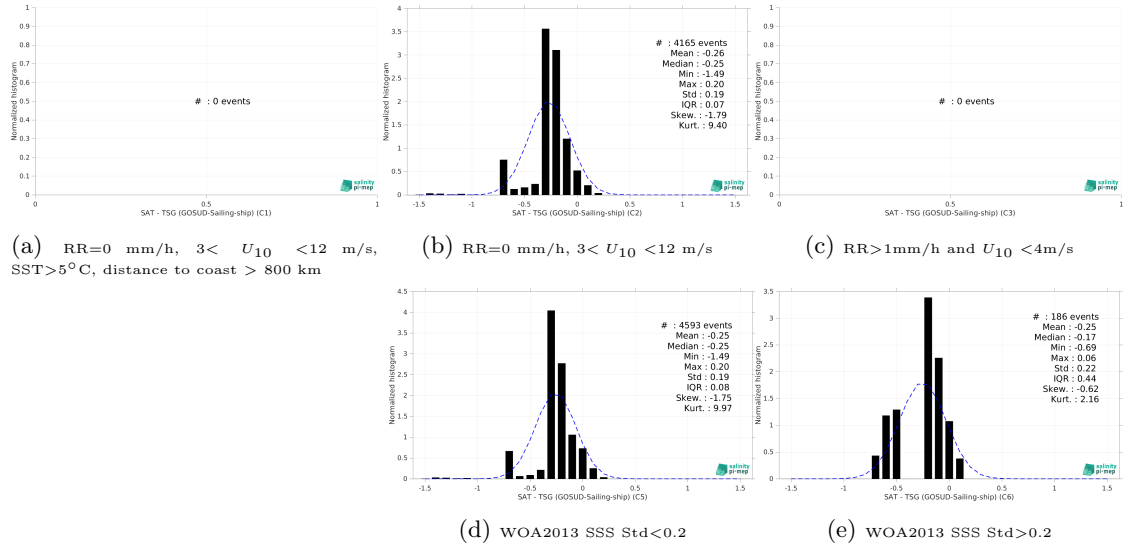 1
0.9
0.8
0.7
0.6
0.5
0.4
0.3
0.2
0.1
0
Normalized histogram
# : 0 events
salinity
pi-mep
0 0.5 1
SAT - TSG (GOSUD-Sailing-ship) (C1)
4
3.5
3
2.5
2
1.5
1
0.5
0
Normalized histogram
# : 4165 events
Mean : -0.26
Median : -0.25
Min : -1.49
Max : 0.20
Std : 0.19
IQR : 0.07
Skew. : -1.79
Kurt. : 9.40
salinity
pi-mep
-1.5 -1 -0.5 0 0.5 1 1.5
SAT - TSG (GOSUD-Sailing-ship) (C2)
1
0.9
0.8
0.7
0.6
0.5
0.4
0.3
0.2
0.1
0
Normalized histogram
# : 0 events
salinity
pi-mep
0 0.5 1
SAT - TSG (GOSUD-Sailing-ship) (C3)
(a) RR=0 mm/h, 3< U10 <12 m/s,
SST>5°C, distance to coast > 800 km
(b) RR=0 mm/h, 3< U10 <12 m/s
(c) RR>1mm/h and U10 <4m/s
4.5
4
3.5
3
2.5
2
1.5
1
0.5
0
Normalized histogram
# : 4593 events
Mean : -0.25
Median : -0.25
Min : -1.49
Max : 0.20
Std : 0.19
IQR : 0.08
Skew. : -1.75
Kurt. : 9.97
salinity
pi-mep
-1.5 -1 -0.5 0 0.5 1 1.5
SAT - TSG (GOSUD-Sailing-ship) (C5)
3.5
3
2.5
2
1.5
1
0.5
0
Normalized histogram
# : 186 events
Mean : -0.25
Median : -0.17
Min : -0.69
Max : 0.06
Std : 0.22
IQR : 0.44
Skew. : -0.62
Kurt. : 2.16
salinity
pi-mep
-1.5 -1 -0.5 0 0.5 1 1.5
SAT - TSG (GOSUD-Sailing-ship) (C6)
(d) WOA2013 SSS Std<0.2
(e) WOA2013 SSS Std>0.2